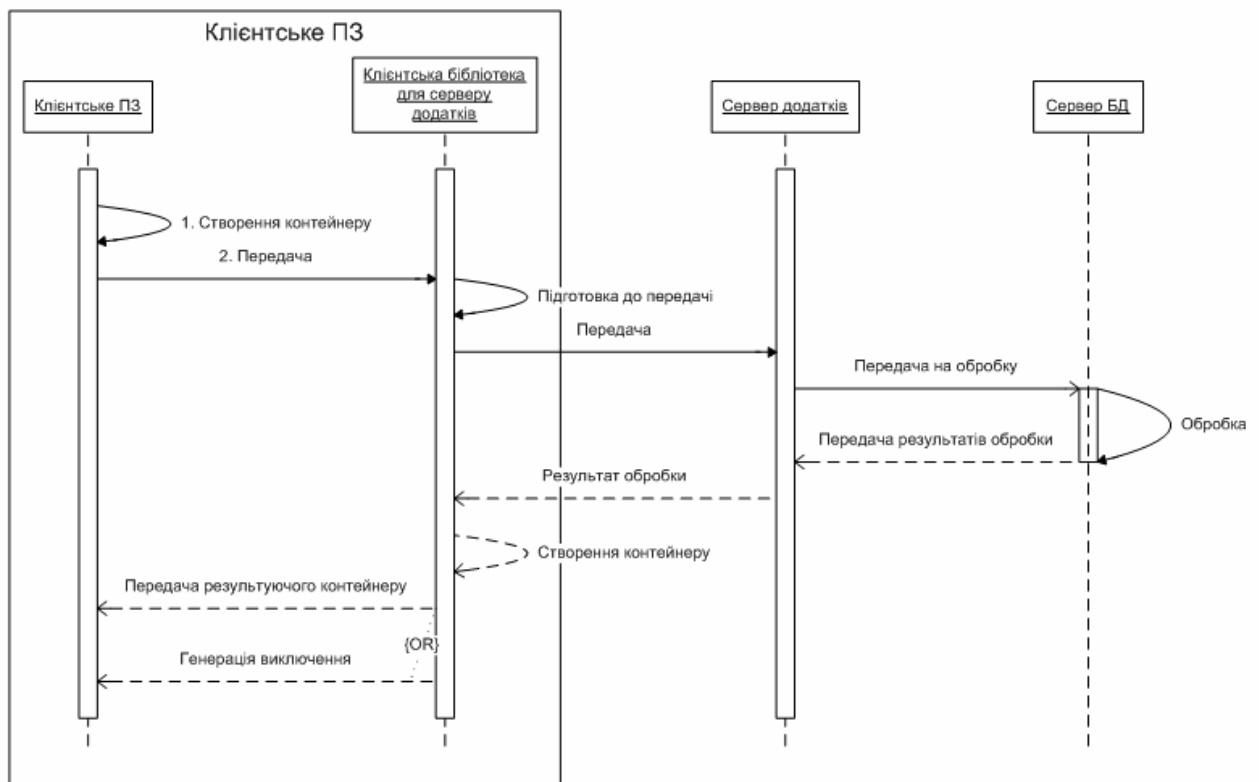 Клієнтське ПЗ
Клієнтське ПЗ
Клієнтська бібліотека
для серверу
додатків
Сервер додатків
Сервер БД
1. Створення контейнеру
2. Передача
Підготовка до передачі
Передача
Передача на обробку
Обробка
Передача результатів обробки
Результат обробки
Створення контейнеру
Передача результуючого контейнеру
{OR}
Генерація виключення